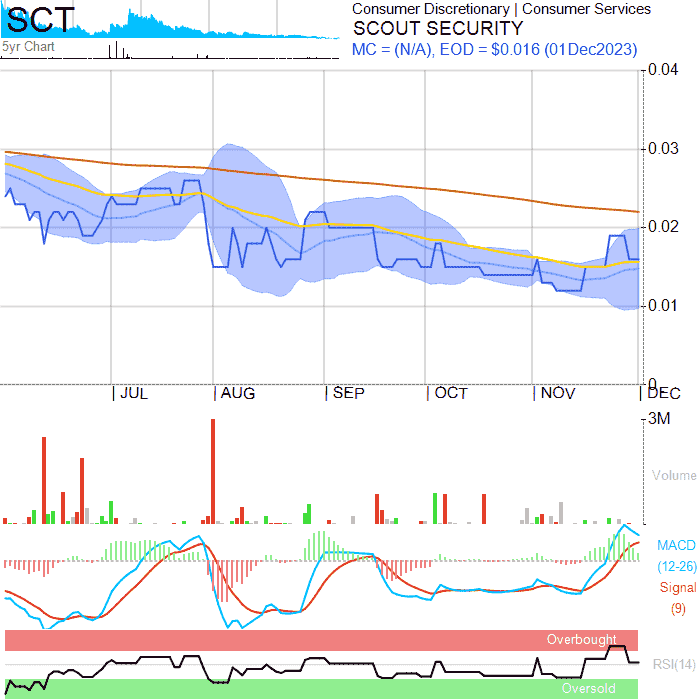 SCT
5yr Chart
Consumer Discretionary | Consumer Services
SCOUT SECURITY
MC = (N/A), EOD = $0.016 (01Dec2023)
0.04
0.03
0.02
0.01
0
| JUL | AUG | SEP | OCT | NOV | DEC
3M
Volume
MACD
(12-26)
Signal
(9)
Overbought
RSI(14)
Oversold